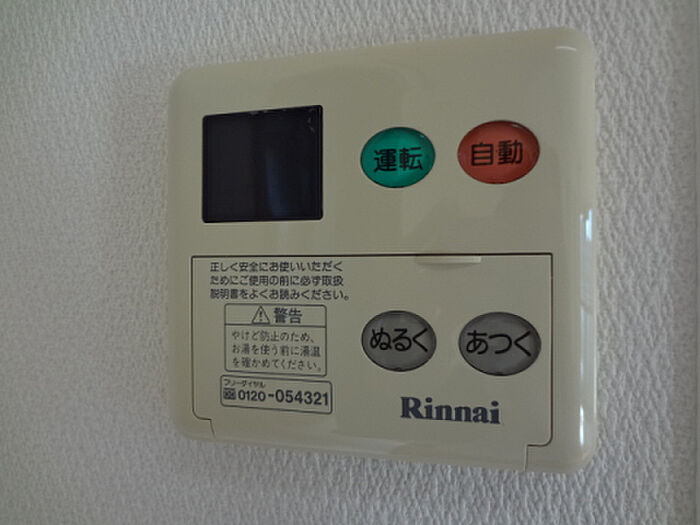 運転
自動
正しく安全にお使いいただく
ためにご使用の前に必ず取扱
説明書をよくお読みください。
警告
やけど防止のため、
お湯を使う前に湯温
を確かめてください。
フリーダイヤル
0120-054321
ぬるく
あつく
Rinnai